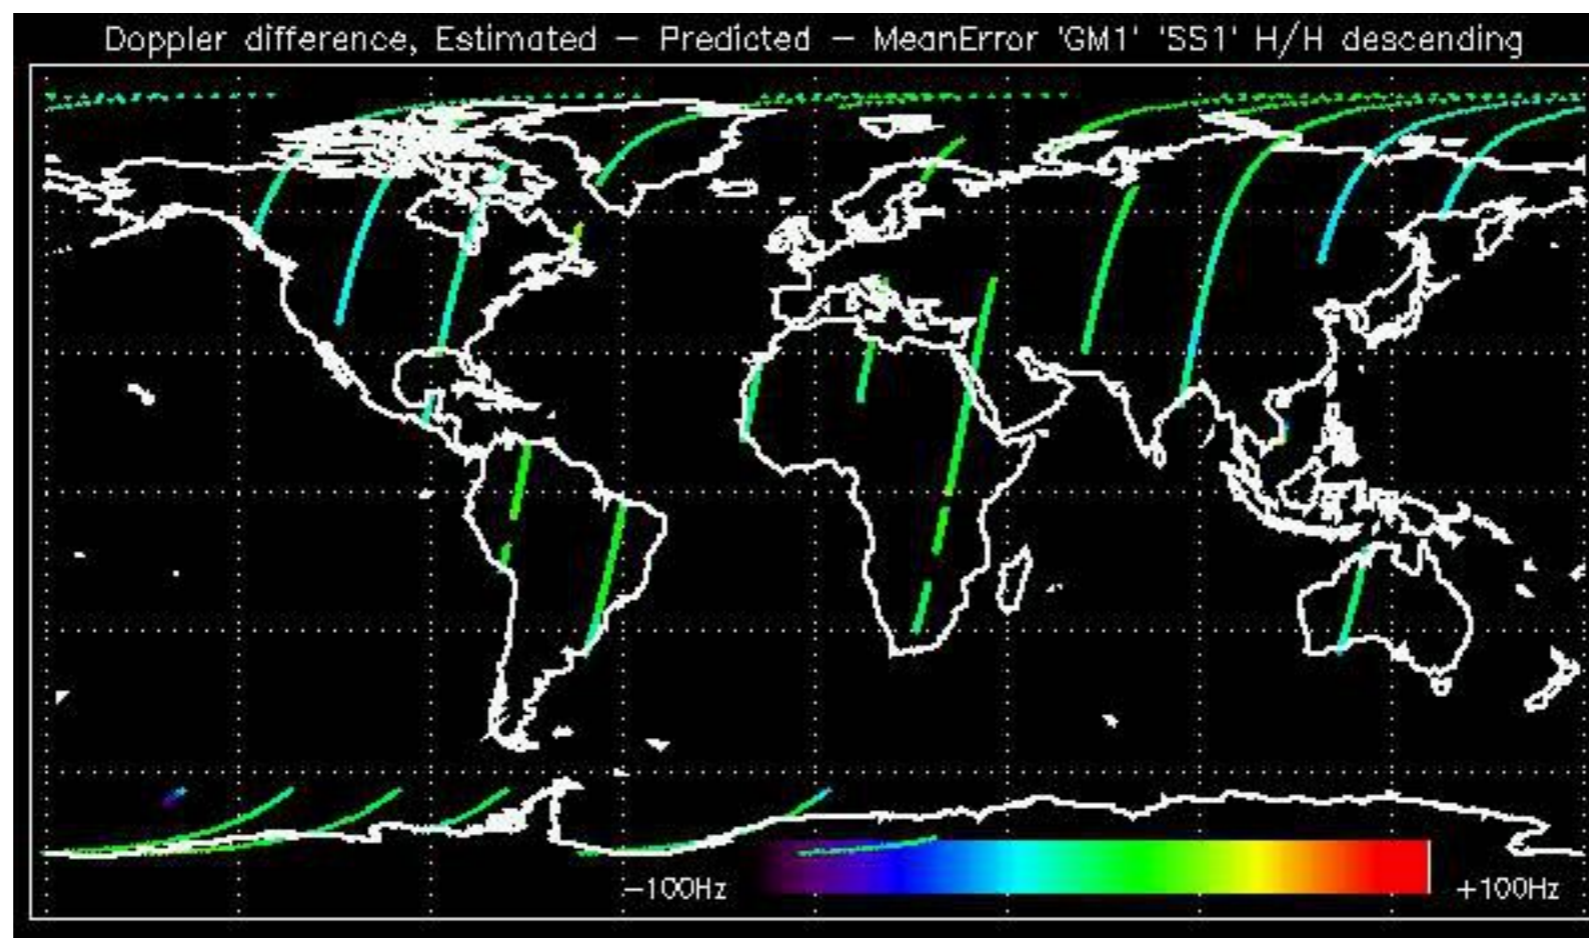 Doppler difference, Estimated – Predicted – MeanError 'GM1' 'SS1' H/H descending
–100Hz
+100Hz